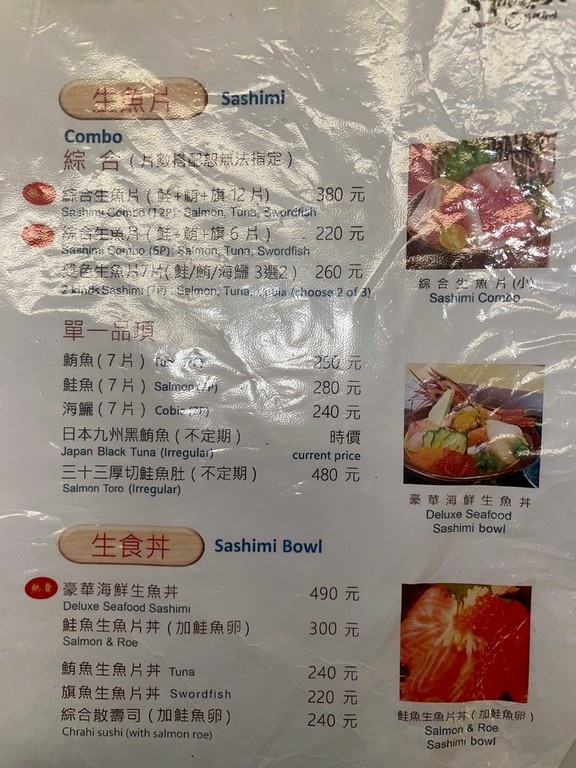 生魚片 Sashimi
Combo
綜 合 ( 片數搭配恕無法指定 )
綜合生魚片 ( 鮭+鮪+旗 12 片 ) 380 元
Sashimi Combo (12P): Salmon, Tuna, Swordfish
綜合生魚片 ( 鮭+鮪+旗 6 片 ) 220 元
Sashimi Combo (6P): Salmon, Tuna, Swordfish
雙色生魚片7片( 鮭/鮪/海鱺 3選2 ) 260 元
2 kinds Sashimi (7P) : Salmon, Tuna, (choose 2 of 3)
綜 合 生 魚 片 (小)
Sashimi Combo
單一品項
鮪魚 ( 7 片 ) 元
鮭魚 ( 7 片 ) Salmon (7P) 280 元
海鱺 ( 7 片 ) Cobia (7P) 240 元
日本九州黑鮪魚 ( 不定期 ) 時價
Japan Black Tuna (Irregular) current price
三十三厚切鮭魚肚 ( 不定期 ) 480 元
Salmon Toro (Irregular)
豪 華 海 鮮 生 魚 丼
Deluxe Seafood
Sashimi bowl
生食丼 Sashimi Bowl
熱賣 豪華海鮮生魚丼 490 元
Deluxe Seafood Sashimi
鮭魚生魚片丼 ( 加鮭魚卵 ) 300 元
Salmon & Roe
鮪魚生魚片丼 Tuna 240 元
旗魚生魚片丼 Swordfish 220 元
綜合散壽司 ( 加鮭魚卵 ) 240 元
Chrahi sushi (with salmon roe)
鮭魚生魚片丼 ( 加鮭魚卵 )
Salmon & Roe
Sashimi bowl